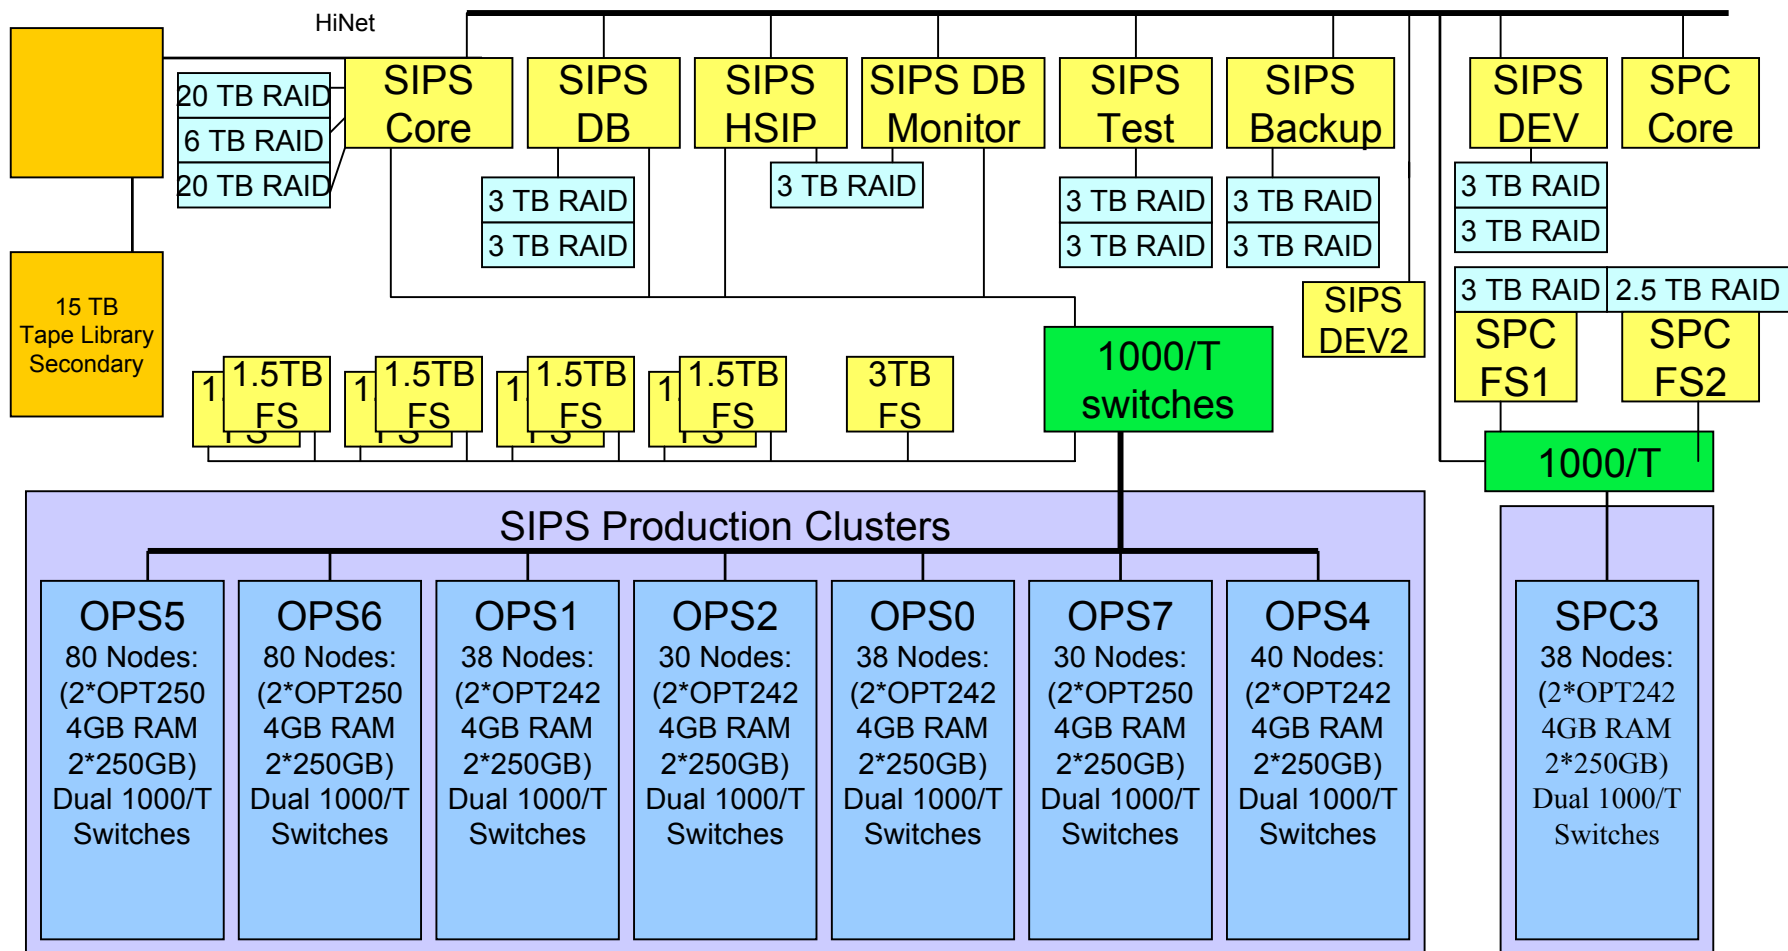 HiNet
SIPS
Core
SIPS
DB
SIPS
HSIP
SIPS DB
Monitor
SIPS
Test
SIPS
Backup
SIPS
DEV
SPC
Core
20 TB RAID
6 TB RAID
20 TB RAID
3 TB RAID
3 TB RAID
3 TB RAID
3 TB RAID
3 TB RAID
3 TB RAID
3 TB RAID
3 TB RAID
3 TB RAID
15 TB
Tape Library
Secondary
SIPS
DEV2
3 TB RAID
2.5 TB RAID
SPC
FS1
SPC
FS2
1.5TB
FS
1.5TB
FS
1.5TB
FS
1.5TB
FS
3TB
FS
1000/T
switches
1000/T
SIPS Production Clusters
OPS5
80 Nodes:
(2*OPT250
4GB RAM
2*250GB)
Dual 1000/T
Switches
OPS6
80 Nodes:
(2*OPT250
4GB RAM
2*250GB)
Dual 1000/T
Switches
OPS1
38 Nodes:
(2*OPT242
4GB RAM
2*250GB)
Dual 1000/T
Switches
OPS2
30 Nodes:
(2*OPT242
4GB RAM
2*250GB)
Dual 1000/T
Switches
OPS0
38 Nodes:
(2*OPT242
4GB RAM
2*250GB)
Dual 1000/T
Switches
OPS7
30 Nodes:
(2*OPT250
4GB RAM
2*250GB)
Dual 1000/T
Switches
OPS4
40 Nodes:
(2*OPT242
4GB RAM
2*250GB)
Dual 1000/T
Switches
SPC3
38 Nodes:
(2*OPT242
4GB RAM
2*250GB)
Dual 1000/T
Switches